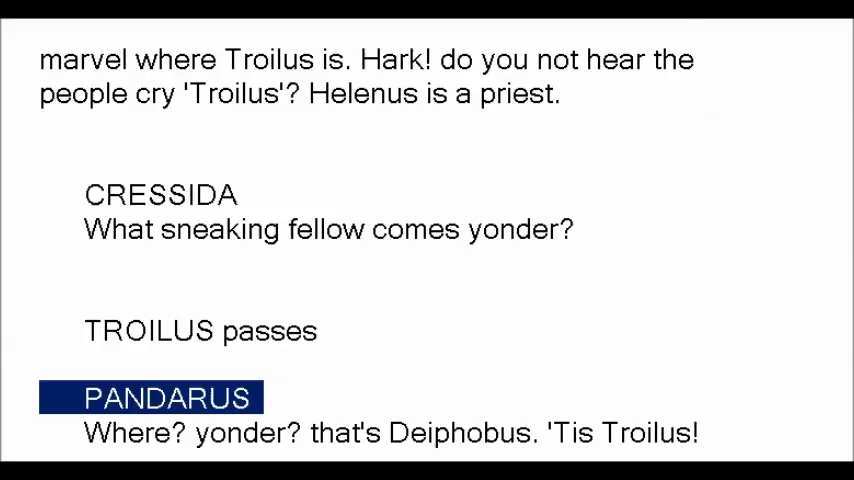 marvel where Troilus is. Hark! do you not hear the
people cry 'Troilus'? Helenus is a priest.
CRESSIDA
What sneaking fellow comes yonder?
TROILUS passes
PANDARUS
Where? yonder? that's Deiphobus. 'Tis Troilus!